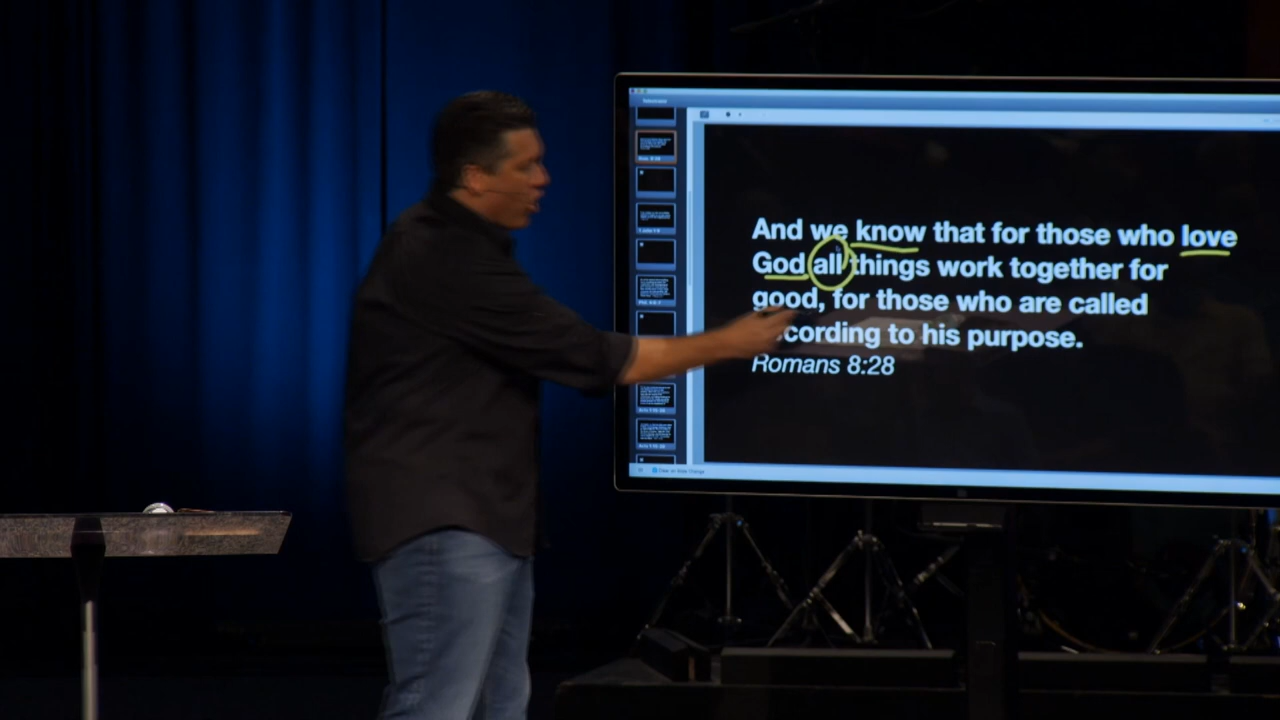 And we know that for those who love
God all things work together for
good, for those who are called
cording to his purpose.
Romans 8:28